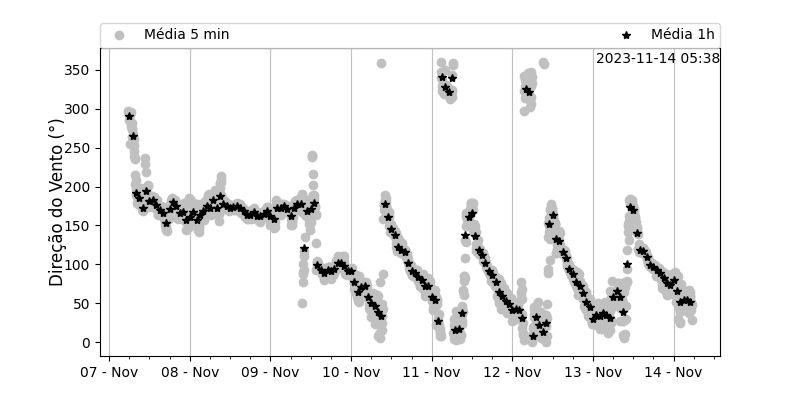 Média 5 min
Média 1h
2023-11-14 05:38
Direção do Vento (°)
350
300
250
200
150
100
50
0
07 - Nov
08 - Nov
09 - Nov
10 - Nov
11 - Nov
12 - Nov
13 - Nov
14 - Nov